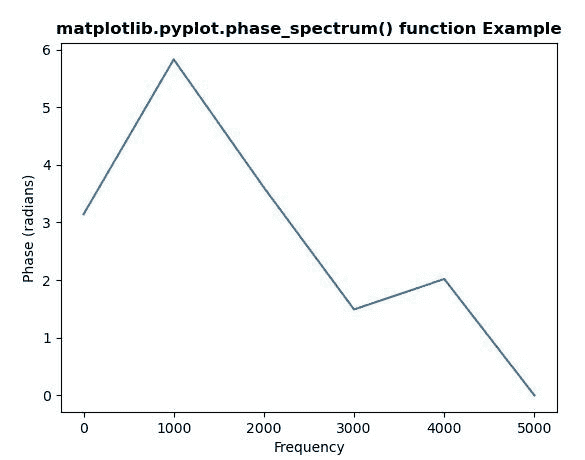 matplotlib.pyplot.phase_spectrum() function Example
6
5
4
3
2
1
0
Phase (radians)
0 1000 2000 3000 4000 5000
Frequency